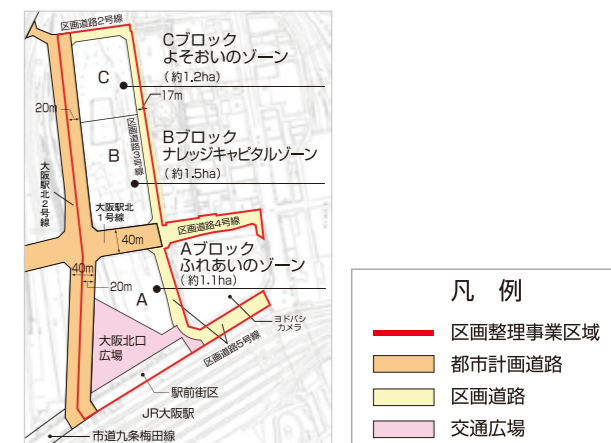 区画道路2号線
Cブロック
よそおいのゾーン
(約1.2ha)
C
17m
20m
区画道路3号線
Bブロック
ナレッジキャピタルゾーン
(約1.5ha)
B
大阪駅北2号線
大阪駅北
1号線
区画道路4号線
40m
Aブロック
ふれあいのゾーン
(約1.1ha)
40m
20m
A
ヨドバシ
カメラ
大阪北口
広場
区画道路5号線
駅前街区
JR大阪駅
市道九条梅田線
凡 例
区画整理事業区域
都市計画道路
区画道路
交通広場